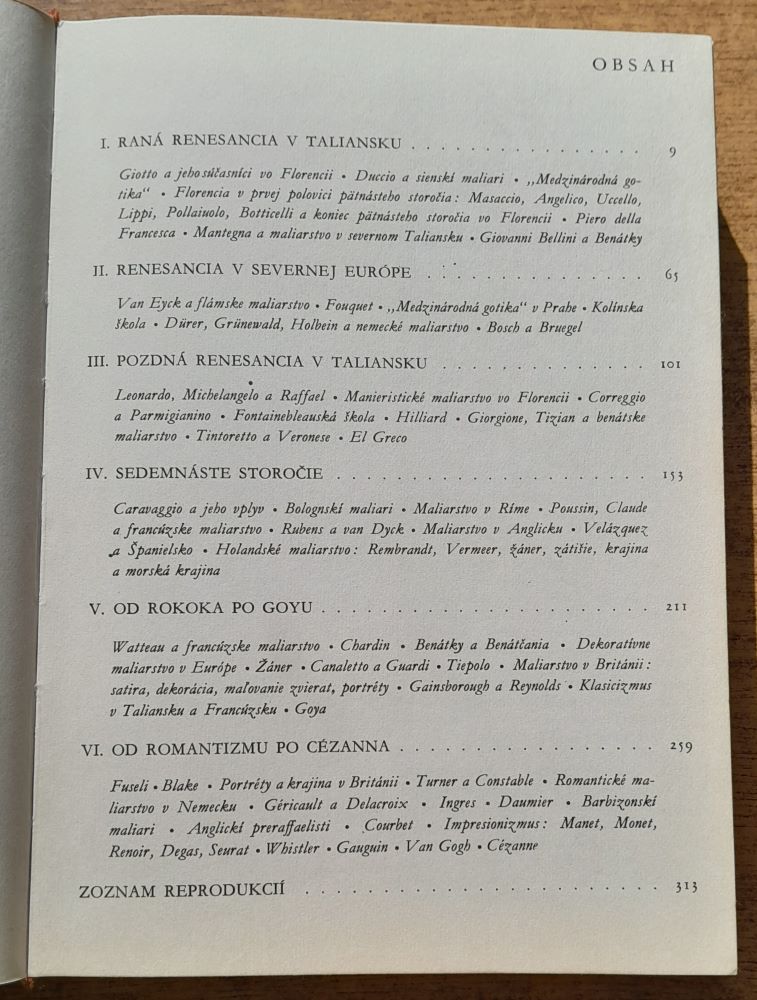 OBSAH
I. RANÁ RENESANCIA V TALIANSKU . . . . . . . . . . . . . . . 9
Giotto a jeho súčasníci vo Florencii • Duccio a sienskí maliari • „Medzinárodná go-
tika“ • Florencia v prvej polovici pätnásteho storočia: Masaccio, Angelico, Uccello,
Lippi, Pollaiuolo, Botticelli a koniec pätnásteho storočia vo Florencii • Piero della
Francesca • Mantegna a maliarstvo v severnom Taliansku • Giovanni Bellini a Benátky
II. RENESANCIA V SEVERNEJ EURÓPE . . . . . . . . . . . . . . 65
Van Eyck a flámske maliarstvo • Fouquet • „Medzinárodná gotika“ v Prahe • Kolínska
škola • Dürer, Grünewald, Holbein a nemecké maliarstvo • Bosch a Bruegel
III. POZDNÁ RENESANCIA V TALIANSKU . . . . . . . . . . . . . 101
Leonardo, Michelangelo a Raffael • Manieristické maliarstvo vo Florencii • Correggio
a Parmigianino • Fontainebleauská škola • Hilliard • Giorgione, Tizian a benátske
maliarstvo • Tintoretto a Veronese • El Greco
IV. SEDEMNÁSTE STOROČIE . . . . . . . . . . . . . . . . . . . . 153
Caravaggio a jeho vplyv • Bolognskí maliari • Maliarstvo v Ríme • Poussin, Claude
a francúzske maliarstvo • Rubens a van Dyck • Maliarstvo v Anglicku • Velázquez
a Španielsko • Holandské maliarstvo: Rembrandt, Vermeer, žáner, zátišie, krajina
a morská krajina
V. OD ROKOKA PO GOYU . . . . . . . . . . . . . . . . . . . . . 211
Watteau a francúzske maliarstvo • Chardin • Benátky a Benátčania • Dekoratívne
maliarstvo v Európe • Žáner • Canaletto a Guardi • Tiepolo • Maliarstvo v Británii:
satira, dekorácia, maľovanie zvierat, portréty • Gainsborough a Reynolds • Klasicizmus
v Taliansku a Francúzsku • Goya
VI. OD ROMANTIZMU PO CÉZANNA . . . . . . . . . . . . . . . . 259
Fuseli • Blake • Portréty a krajina v Británii • Turner a Constable • Romantické ma-
liarstvo v Nemecku • Géricault a Delacroix • Ingres • Daumier • Barbizonskí
maliari • Anglickí preraffaelisti • Courbet • Impresionizmus: Manet, Monet,
Renoir, Degas, Seurat • Whistler • Gauguin • Van Gogh • Cézanne
ZOZNAM REPRODUKCIÍ . . . . . . . . . . . . . . . . . . . . . . . 313